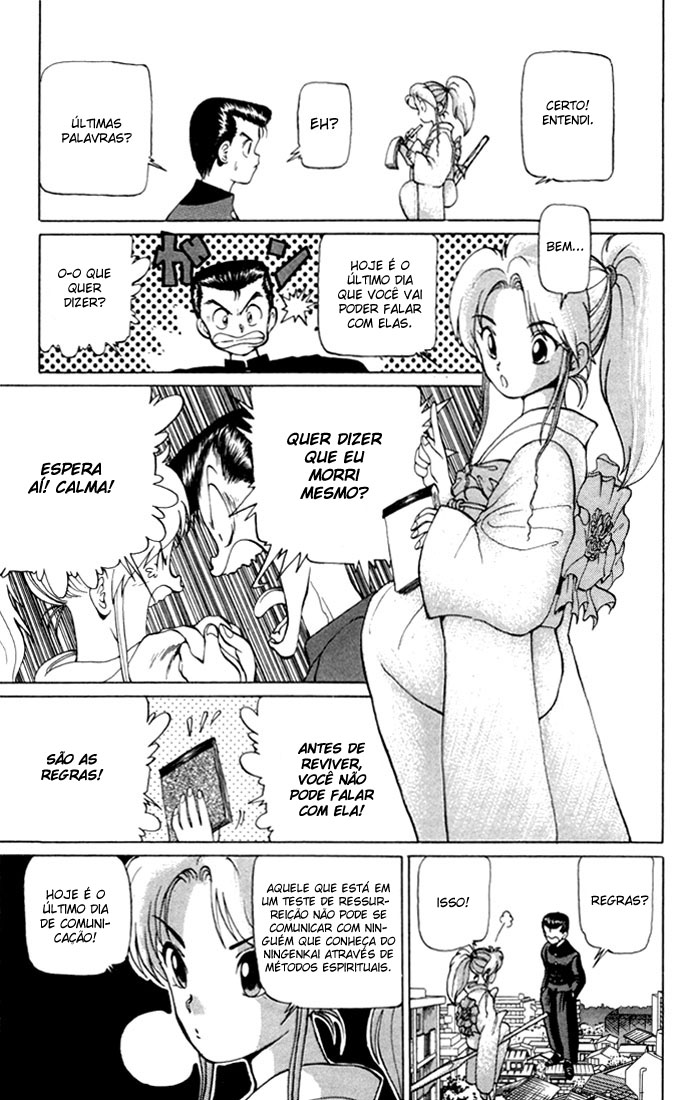 CERTO!
ENTENDI.
EH?
ÚLTIMAS
PALAVRAS?
BEM...
HOJE É O
ÚLTIMO DIA
QUE VOCÊ VAI
PODER FALAR
COM ELAS.
O-O QUE
QUER
DIZER?
QUER DIZER
QUE EU
MORRI
MESMO?
ESPERA
AÍ! CALMA!
ANTES DE
REVIVER,
VOCÊ NÃO
PODE FALAR
COM ELA!
SÃO AS
REGRAS!
REGRAS?
ISSO!
AQUELE QUE ESTÁ EM
UM TESTE DE RESSUR-
REIÇÃO NÃO PODE SE
COMUNICAR COM NIN-
GUÉM QUE CONHEÇA DO
NINGENKAI ATRAVÉS DE
MÉTODOS ESPIRITUAIS.
HOJE É O
ÚLTIMO DIA
DE COMUNI-
CAÇÃO!